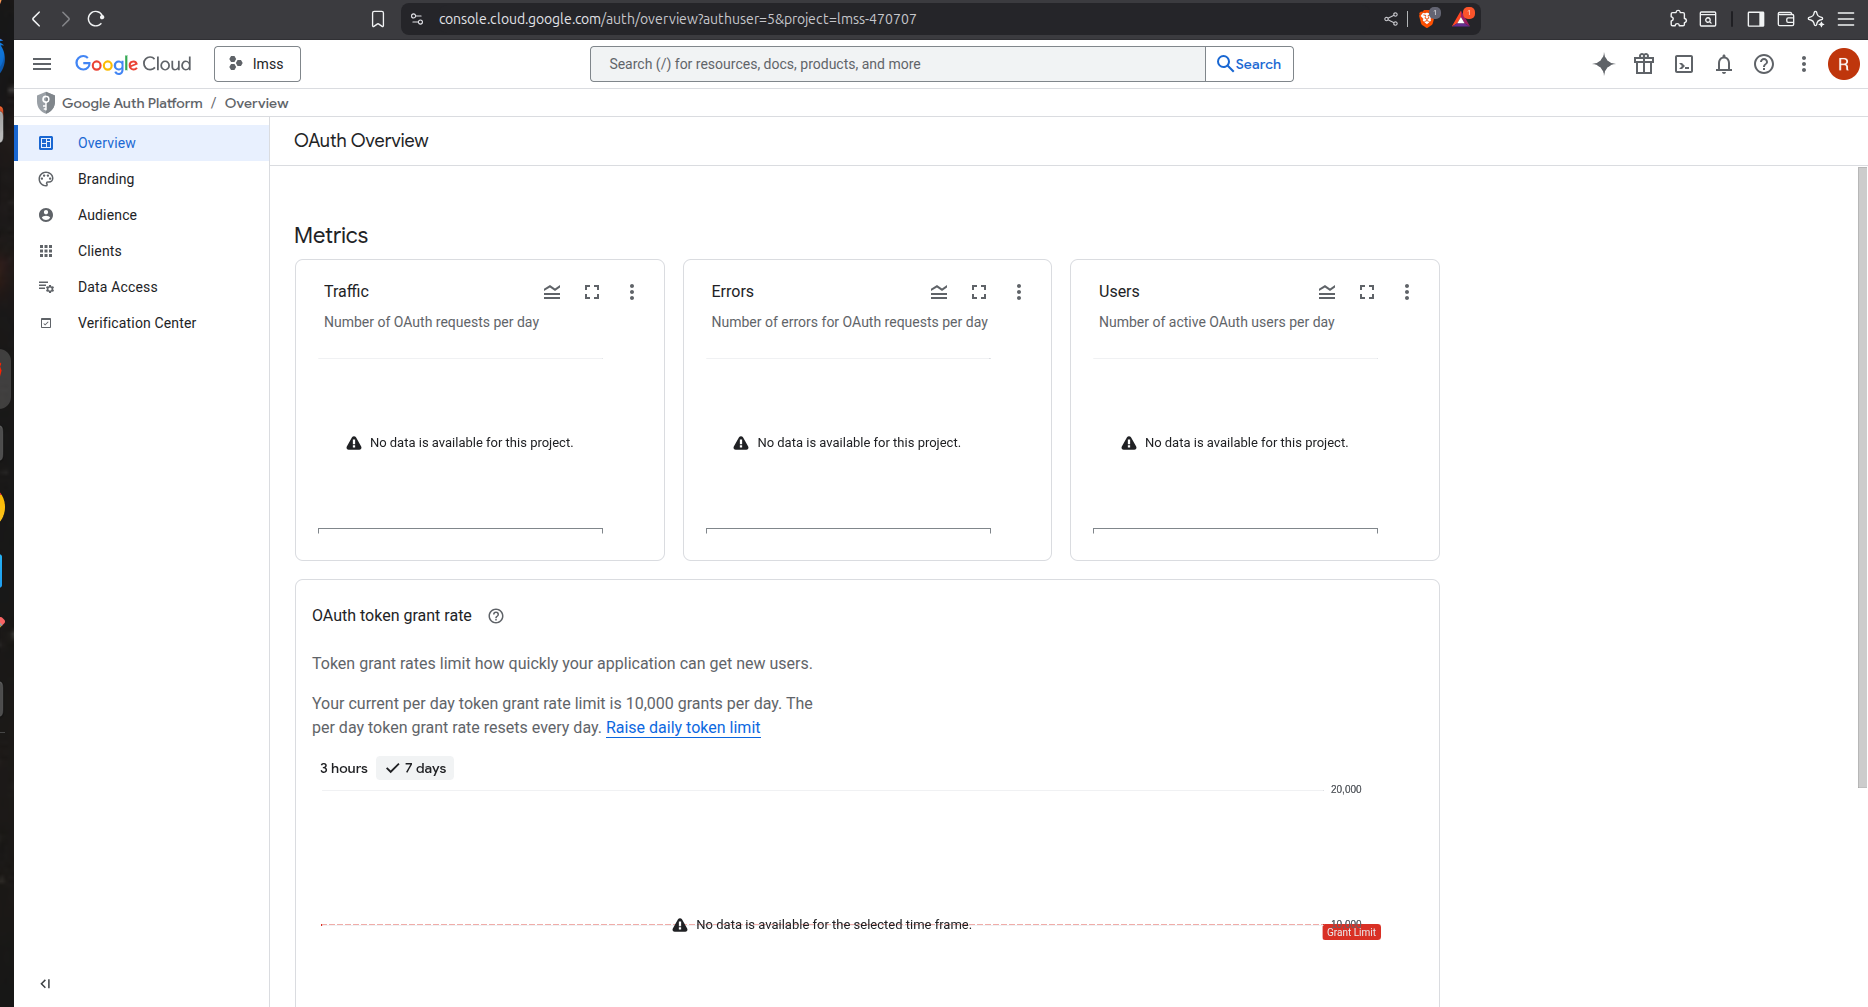 console.cloud.google.com/auth/overview?authuser=5&project=lmss-470707
1
1
Google Cloud
lmss
Search (/) for resources, docs, products, and more
Search
R
Google Auth Platform / Overview
Overview
Branding
Audience
Clients
Data Access
Verification Center
OAuth Overview
Metrics
Traffic
Number of OAuth requests per day
No data is available for this project.
Errors
Number of errors for OAuth requests per day
No data is available for this project.
Users
Number of active OAuth users per day
No data is available for this project.
OAuth token grant rate
Token grant rates limit how quickly your application can get new users.
Your current per day token grant rate limit is 10,000 grants per day. The
per day token grant rate resets every day. Raise daily token limit
3 hours
7 days
20,000
No data is available for the selected time frame.
10,000
Grant Limit